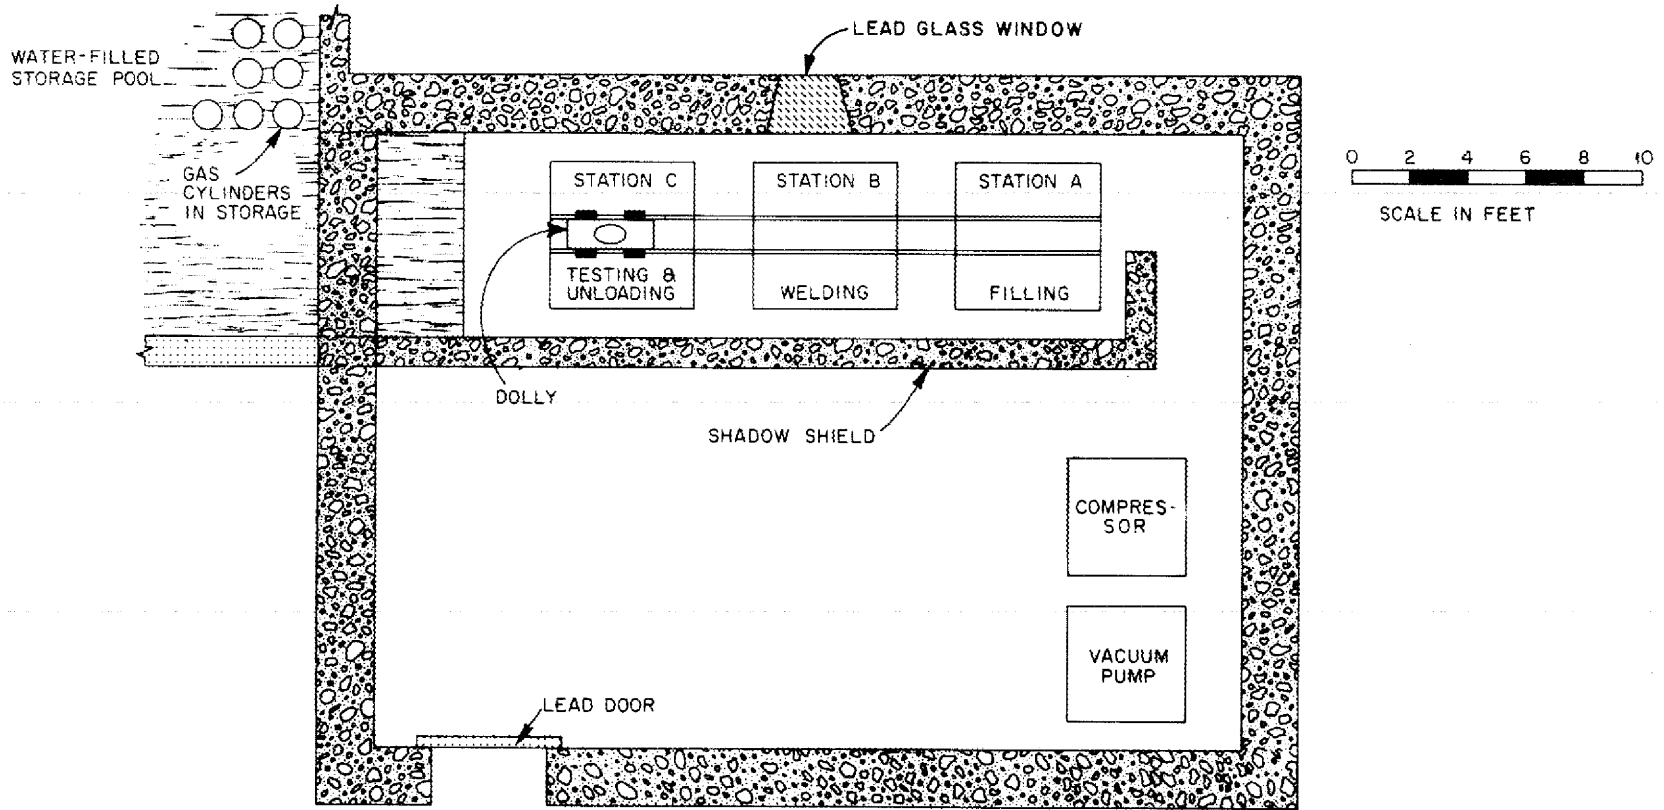 LEAD GLASS WINDOW
WATER-FILLED
STORAGE POOL
GAS
CYLINDERS
IN STORAGE
STATION C
STATION B
STATION A
TESTING &
UNLOADING
WELDING
FILLING
0 2 4 6 8 10
SCALE IN FEET
DOLLY
SHADOW SHIELD
COMPRES-
SOR
VACUUM
PUMP
LEAD DOOR